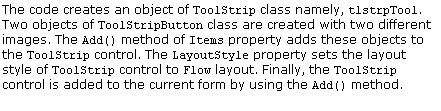 The code creates an object of ToolStrip class namely, tlstrpTool.
Two objects of ToolStripButton class are created with two different
images. The Add() method of Items property adds these objects to
the ToolStrip control. The LayoutStyle property sets the layout
style of ToolStrip control to Flow layout. Finally, the ToolStrip
control is added to the current form by using the Add() method.